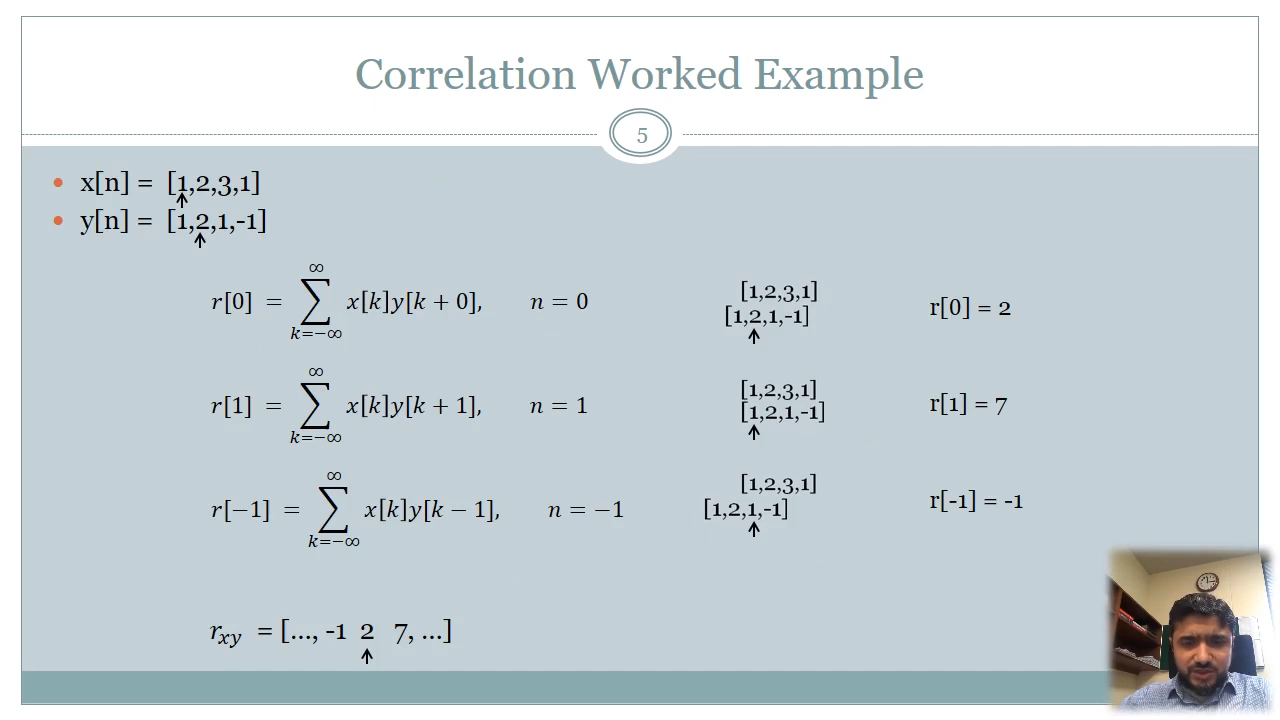 Correlation Worked Example
5
• x[n] = [1,2,3,1]
• y[n] = [1,2,1,-1]
r[0] = ∞ ∑ k=−∞ x[k]y[k + 0], n = 0
[1,2,3,1]
[1,2,1,-1]
r[0] = 2
r[1] = ∞ ∑ k=−∞ x[k]y[k + 1], n = 1
[1,2,3,1]
[1,2,1,-1]
r[1] = 7
r[−1] = ∞ ∑ k=−∞ x[k]y[k − 1], n = −1
[1,2,3,1]
[1,2,1,-1]
r[-1] = -1
rxy = [..., -1 2 7, ...]